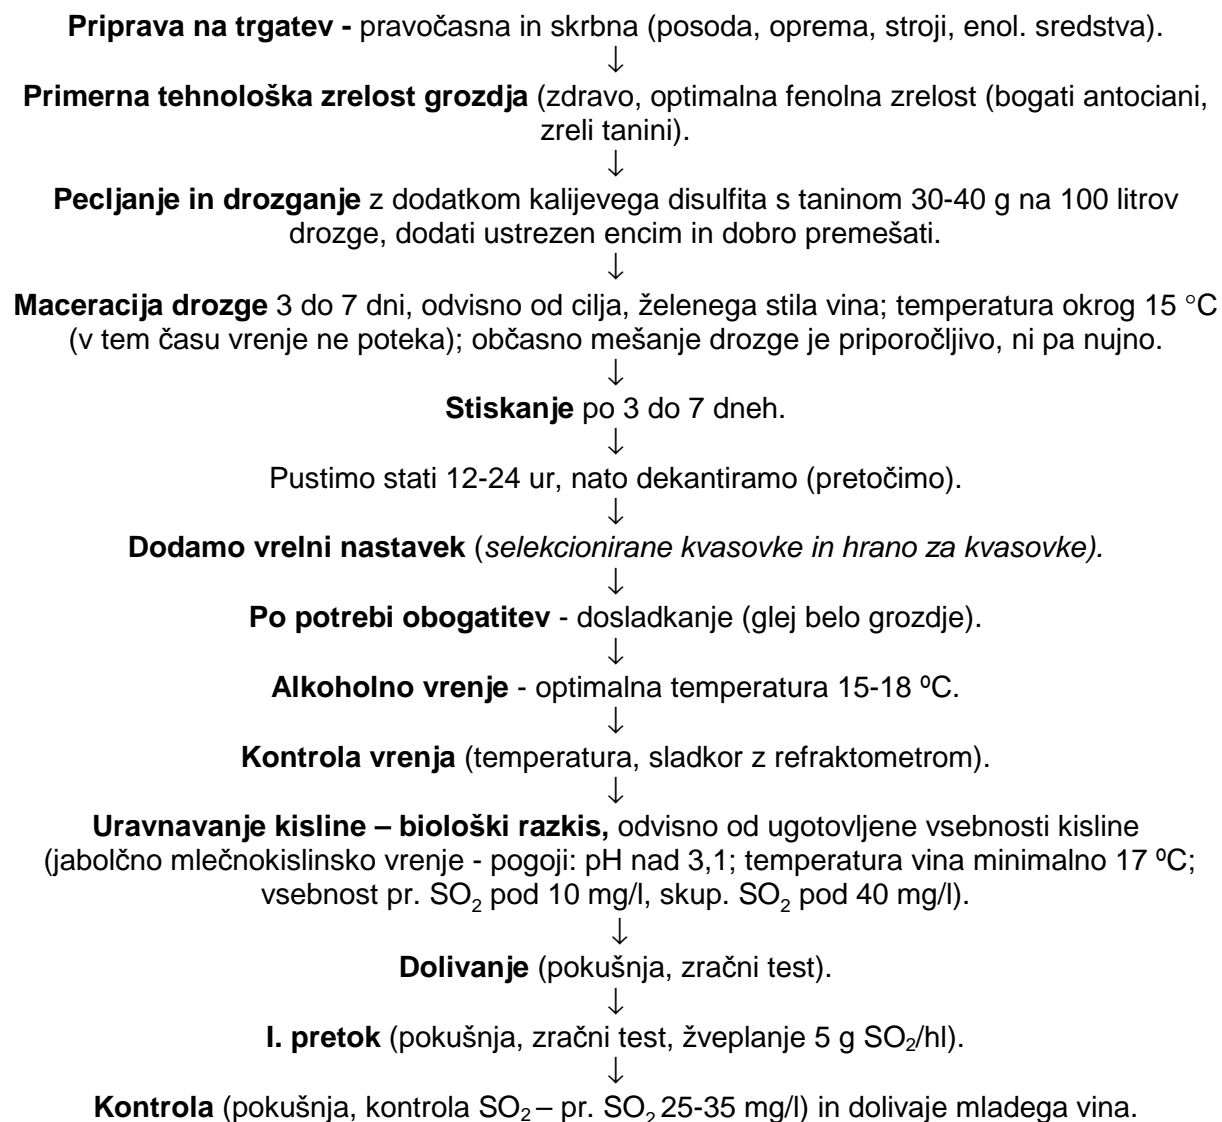 Priprava na trgatev - pravočasna in skrbna (posoda, oprema, stroji, enol. sredstva).
↓
Primerna tehnološka zrelost grozdja (zdravo, optimalna fenolna zrelost (bogati antociani,
zreli tanini).
↓
Pecljanje in drozganje z dodatkom kalijevega disulfita s taninom 30-40 g na 100 litrov
drozge, dodati ustrezen encim in dobro premešati.
↓
Maceracija drozge 3 do 7 dni, odvisno od cilja, želenega stila vina; temperatura okrog 15 °C
(v tem času vrenje ne poteka); občasno mešanje drozge je priporočljivo, ni pa nujno.
↓
Stiskanje po 3 do 7 dneh.
↓
Pustimo stati 12-24 ur, nato dekantiramo (pretočimo).
↓
Dodamo vrelni nastavek (selekcionirane kvasovke in hrano za kvasovke).
↓
Po potrebi obogatitev - dosladkanje (glej belo grozdje).
↓
Alkoholno vrenje - optimalna temperatura 15-18 ⁰C.
↓
Kontrola vrenja (temperatura, sladkor z refraktometrom).
↓
Uravnavanje kisline – biološki razkis, odvisno od ugotovljene vsebnosti kisline
(jabolčno mlečnokislinsko vrenje - pogoji: pH nad 3,1; temperatura vina minimalno 17 ⁰C;
vsebnost pr. SO₂ pod 10 mg/l, skup. SO₂ pod 40 mg/l).
↓
Dolivanje (pokušnja, zračni test).
↓
I. pretok (pokušnja, zračni test, žveplanje 5 g SO₂/hl).
↓
Kontrola (pokušnja, kontrola SO₂ – pr. SO₂ 25-35 mg/l) in dolivaje mladega vina.